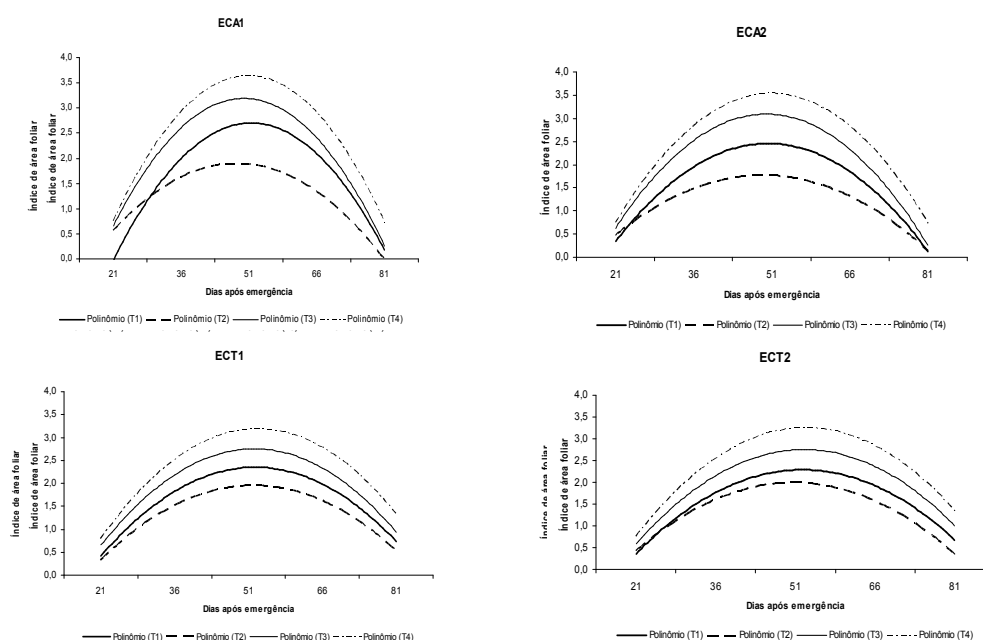 ECA1
Índice de área foliar
Índice de área foliar
4,0
3,5
3,0
2,5
2,0
1,5
1,0
0,5
0,0
21 36 51 66 81
Dias após emergência
Polinômio (T1) Polinômio (T2) Polinômio (T3) Polinômio (T4)
ECA2
Índice de área foliar
4,0
3,5
3,0
2,5
2,0
1,5
1,0
0,5
0,0
21 36 51 66 81
Dias após emergência
Polinômio (T1) Polinômio (T2) Polinômio (T3) Polinômio (T4)
ECT1
Índice de área foliar
Índice de área foliar
4,0
3,5
3,0
2,5
2,0
1,5
1,0
0,5
0,0
21 36 51 66 81
Dias após emergência
Polinômio (T1) Polinômio (T2) Polinômio (T3) Polinômio (T4)
ECT2
Índice de área foliar
Índice de área foliar
4,0
3,5
3,0
2,5
2,0
1,5
1,0
0,5
0,0
21 36 51 66 81
Dias após emergência
Polinômio (T1) Polinômio (T2) Polinômio (T3) Polinômio (T4)